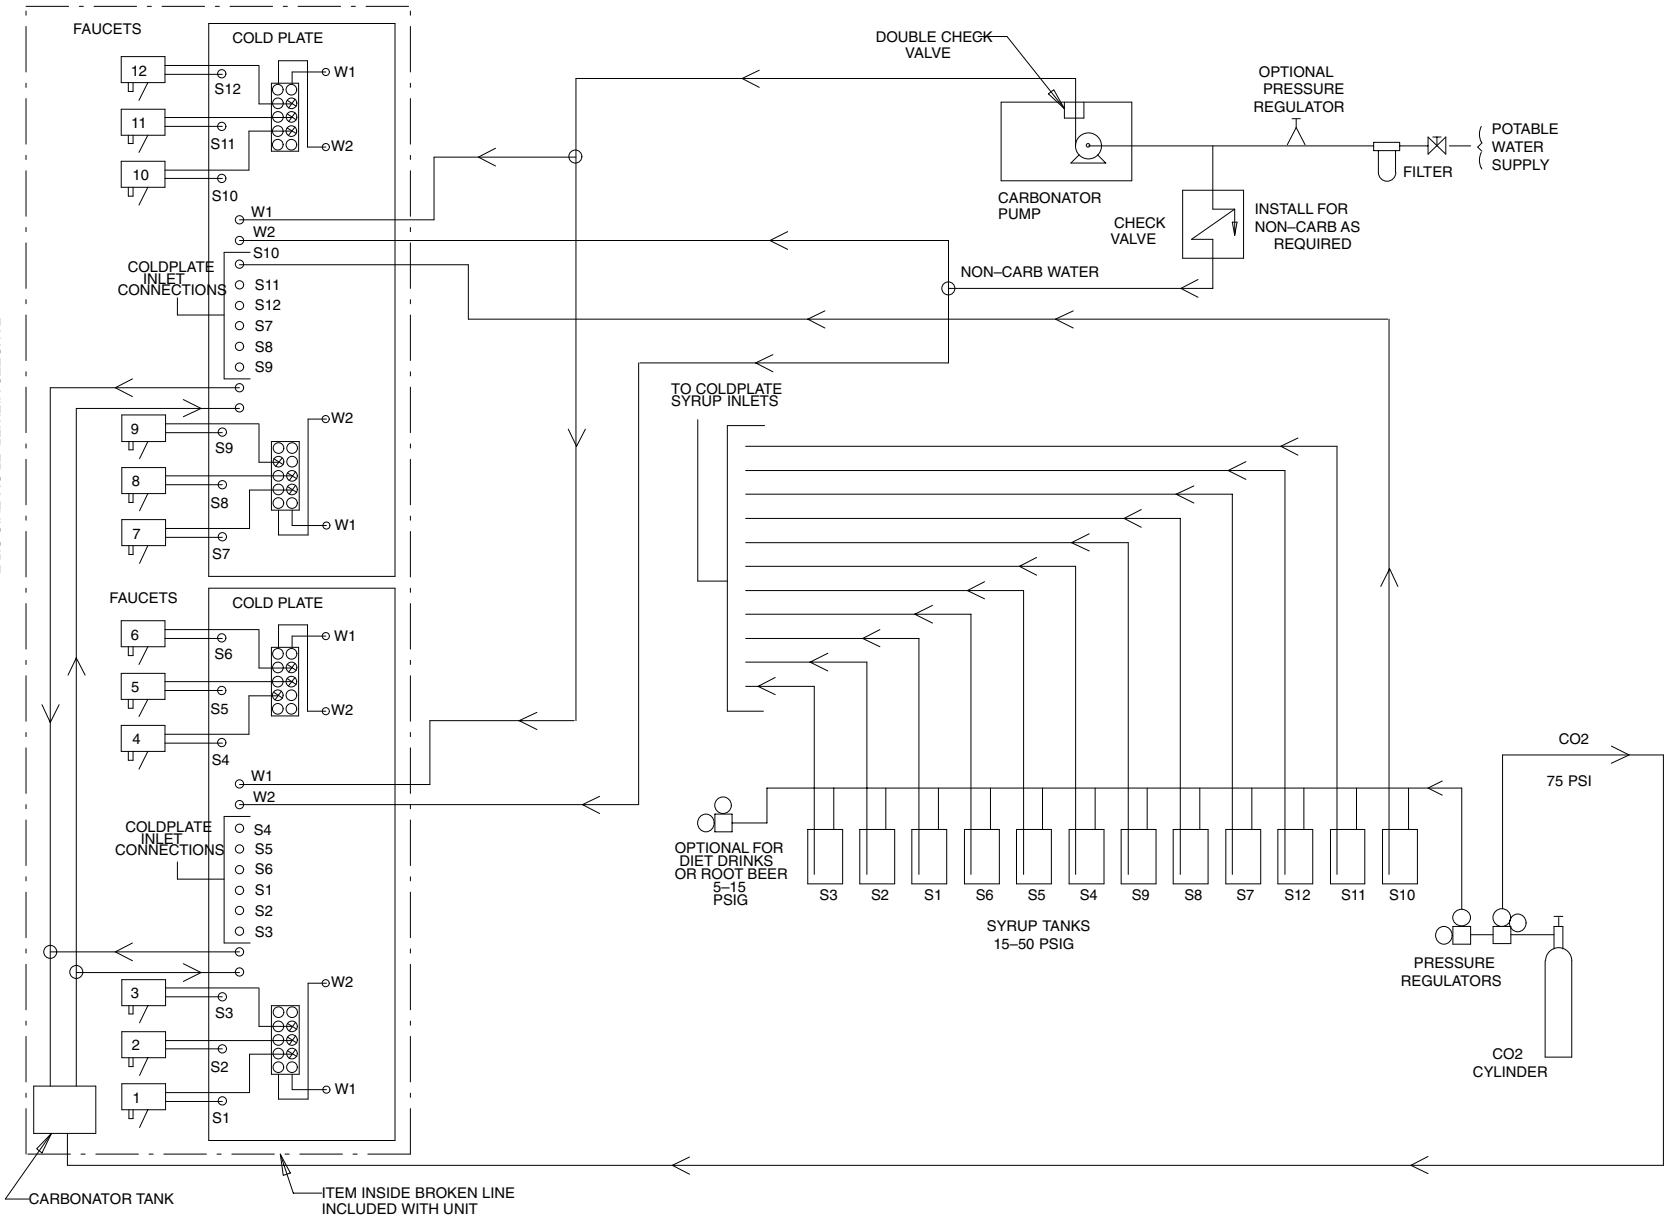 FAUCETS
COLD PLATE
12
S12
W1
11
S11
W2
10
S10
W1
W2
S10
COLDPLATE
INLET
CONNECTIONS
S11
S12
S7
S8
S9
9
S9
W2
8
S8
7
S7
W1
FAUCETS
COLD PLATE
6
S6
W1
5
S5
W2
4
S4
W1
W2
COLDPLATE
INLET
CONNECTIONS
S4
S5
S6
S1
S2
S3
3
S3
W2
2
S2
1
S1
W1
CARBONATOR TANK
ITEM INSIDE BROKEN LINE
INCLUDED WITH UNIT
DOUBLE CHECK
VALVE
CARBONATOR
PUMP
OPTIONAL
PRESSURE
REGULATOR
FILTER
POTABLE
WATER
SUPPLY
CHECK
VALVE
INSTALL FOR
NON–CARB AS
REQUIRED
NON–CARB WATER
TO COLDPLATE
SYRUP INLETS
OPTIONAL FOR
DIET DRINKS
OR ROOT BEER
5–15
PSIG
S3
S2
S1
S6
S5
S4
S9
S8
S7
S12
S11
S10
SYRUP TANKS
15–50 PSIG
CO2
75 PSI
PRESSURE
REGULATORS
CO2
CYLINDER